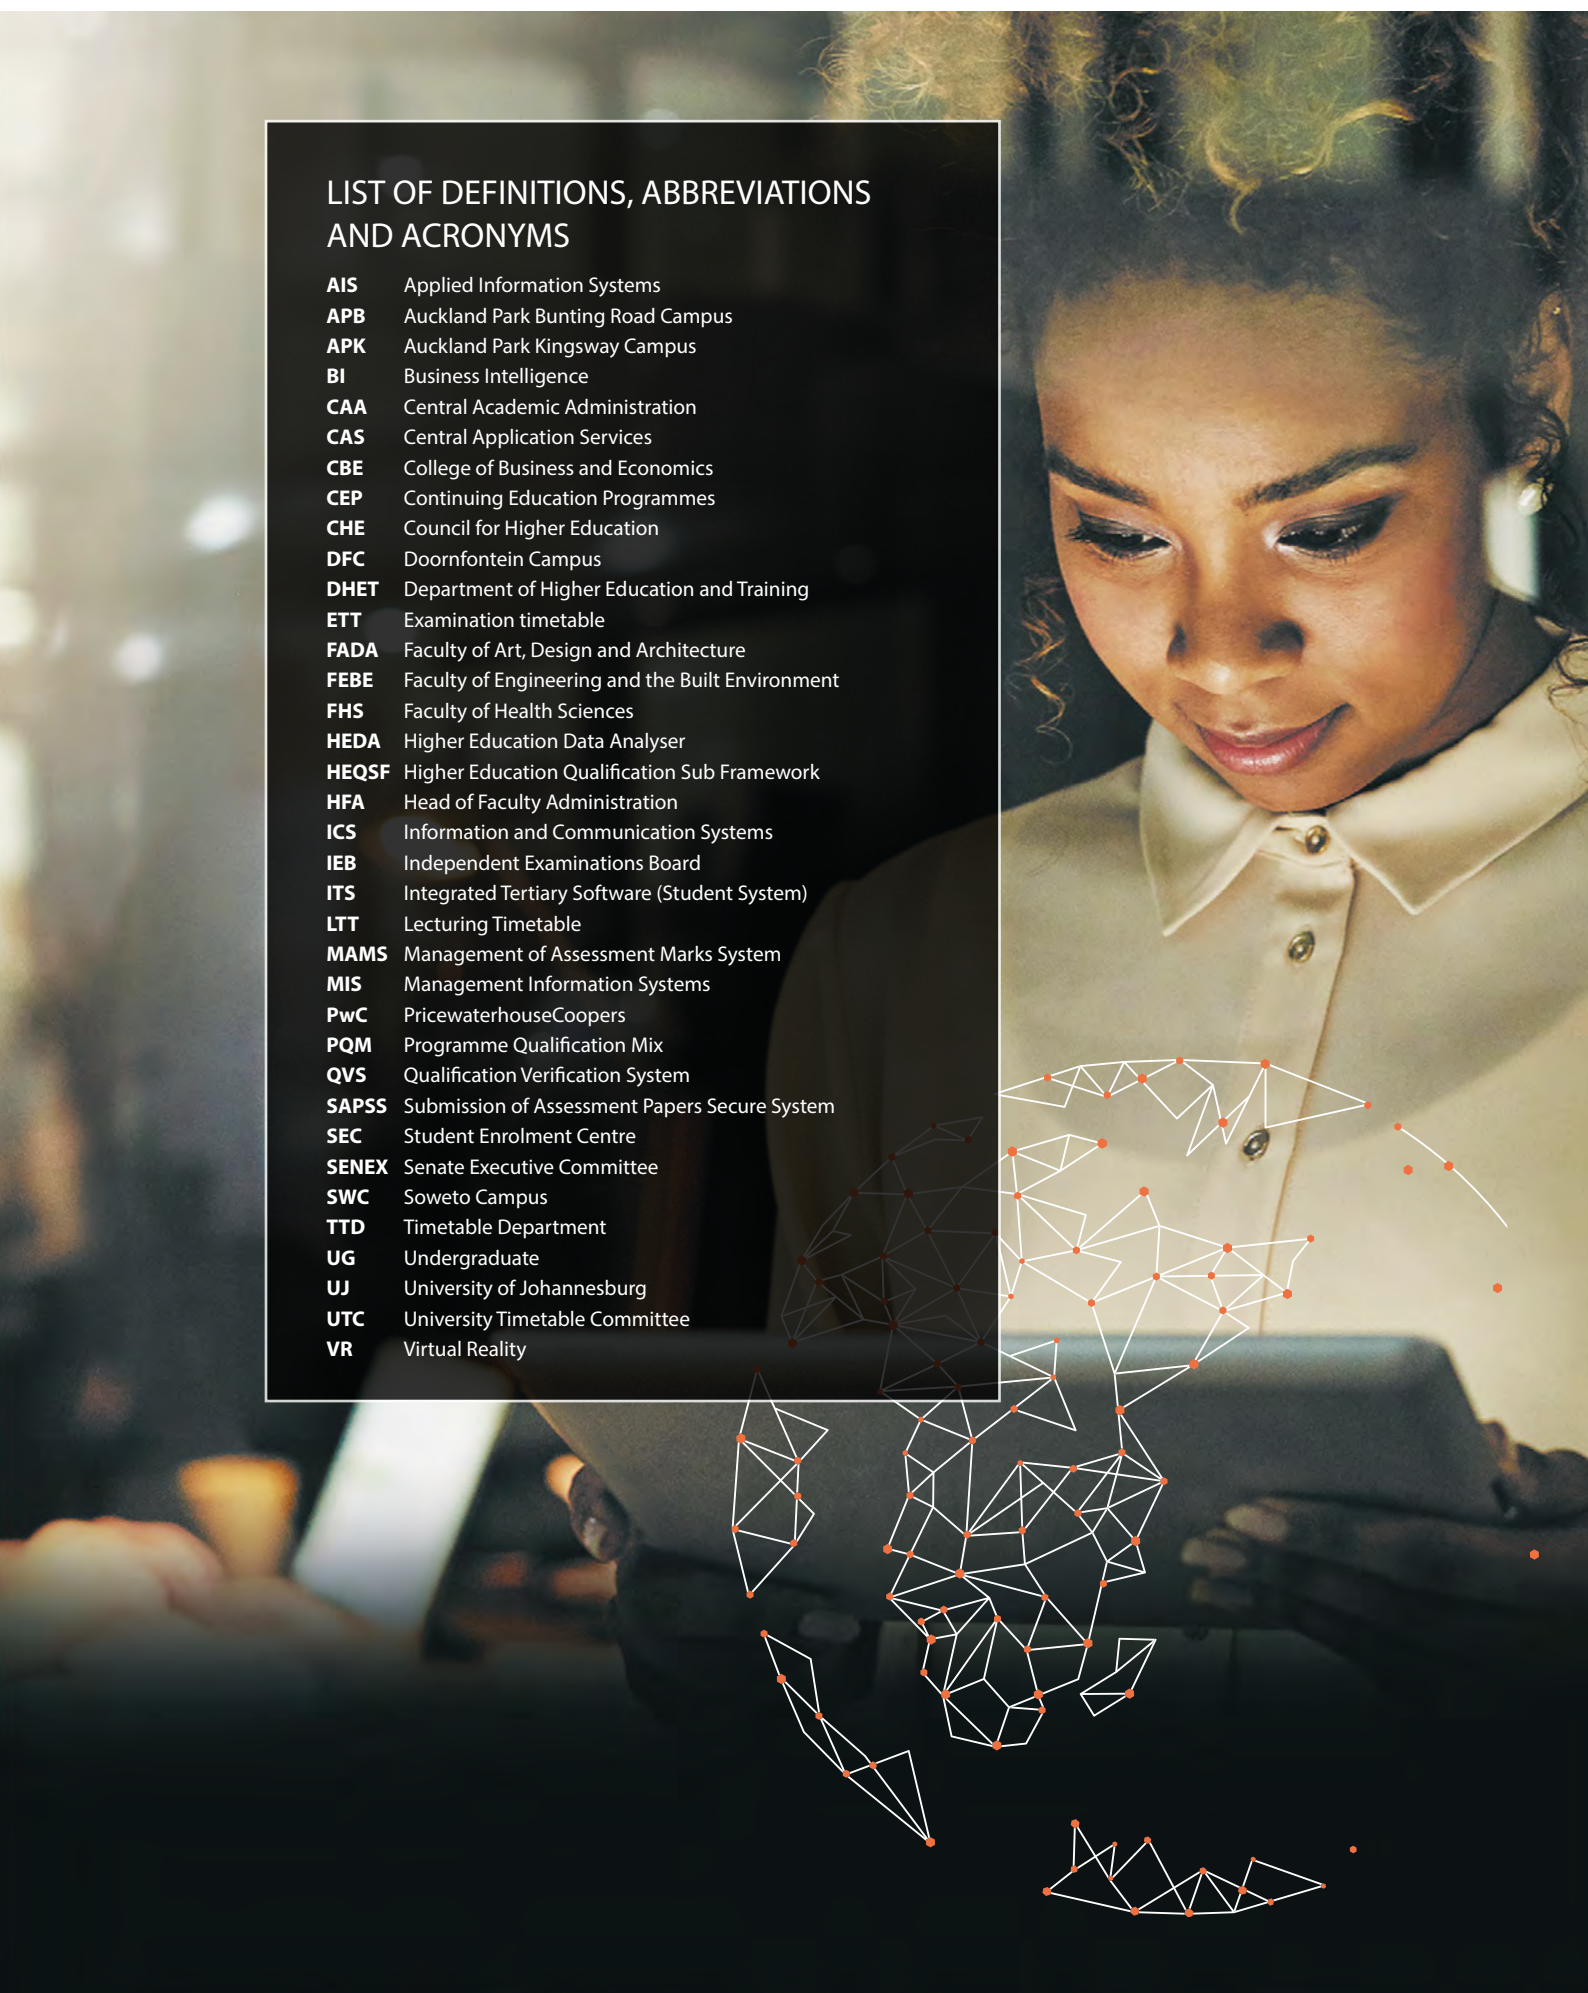 LIST OF DEFINITIONS, ABBREVIATIONS
AND ACRONYMS
AIS Applied Information Systems
APB Auckland Park Bunting Road Campus
APK Auckland Park Kingsway Campus
BI Business Intelligence
CAA Central Academic Administration
CAS Central Application Services
CBE College of Business and Economics
CEP Continuing Education Programmes
CHE Council for Higher Education
DFC Doornfontein Campus
DHET Department of Higher Education and Training
ETT Examination timetable
FADA Faculty of Art, Design and Architecture
FEBE Faculty of Engineering and the Built Environment
FHS Faculty of Health Sciences
HEDA Higher Education Data Analyser
HEQSF Higher Education Qualification Sub Framework
HFA Head of Faculty Administration
ICS Information and Communication Systems
IEB Independent Examinations Board
ITS Integrated Tertiary Software (Student System)
LTT Lecturing Timetable
MAMS Management of Assessment Marks System
MIS Management Information Systems
PwC PricewaterhouseCoopers
PQM Programme Qualification Mix
QVS Qualification Verification System
SAPSS Submission of Assessment Papers Secure System
SEC Student Enrolment Centre
SENEX Senate Executive Committee
SWC Soweto Campus
TTD Timetable Department
UG Undergraduate
UJ University of Johannesburg
UTC University Timetable Committee
VR Virtual Reality